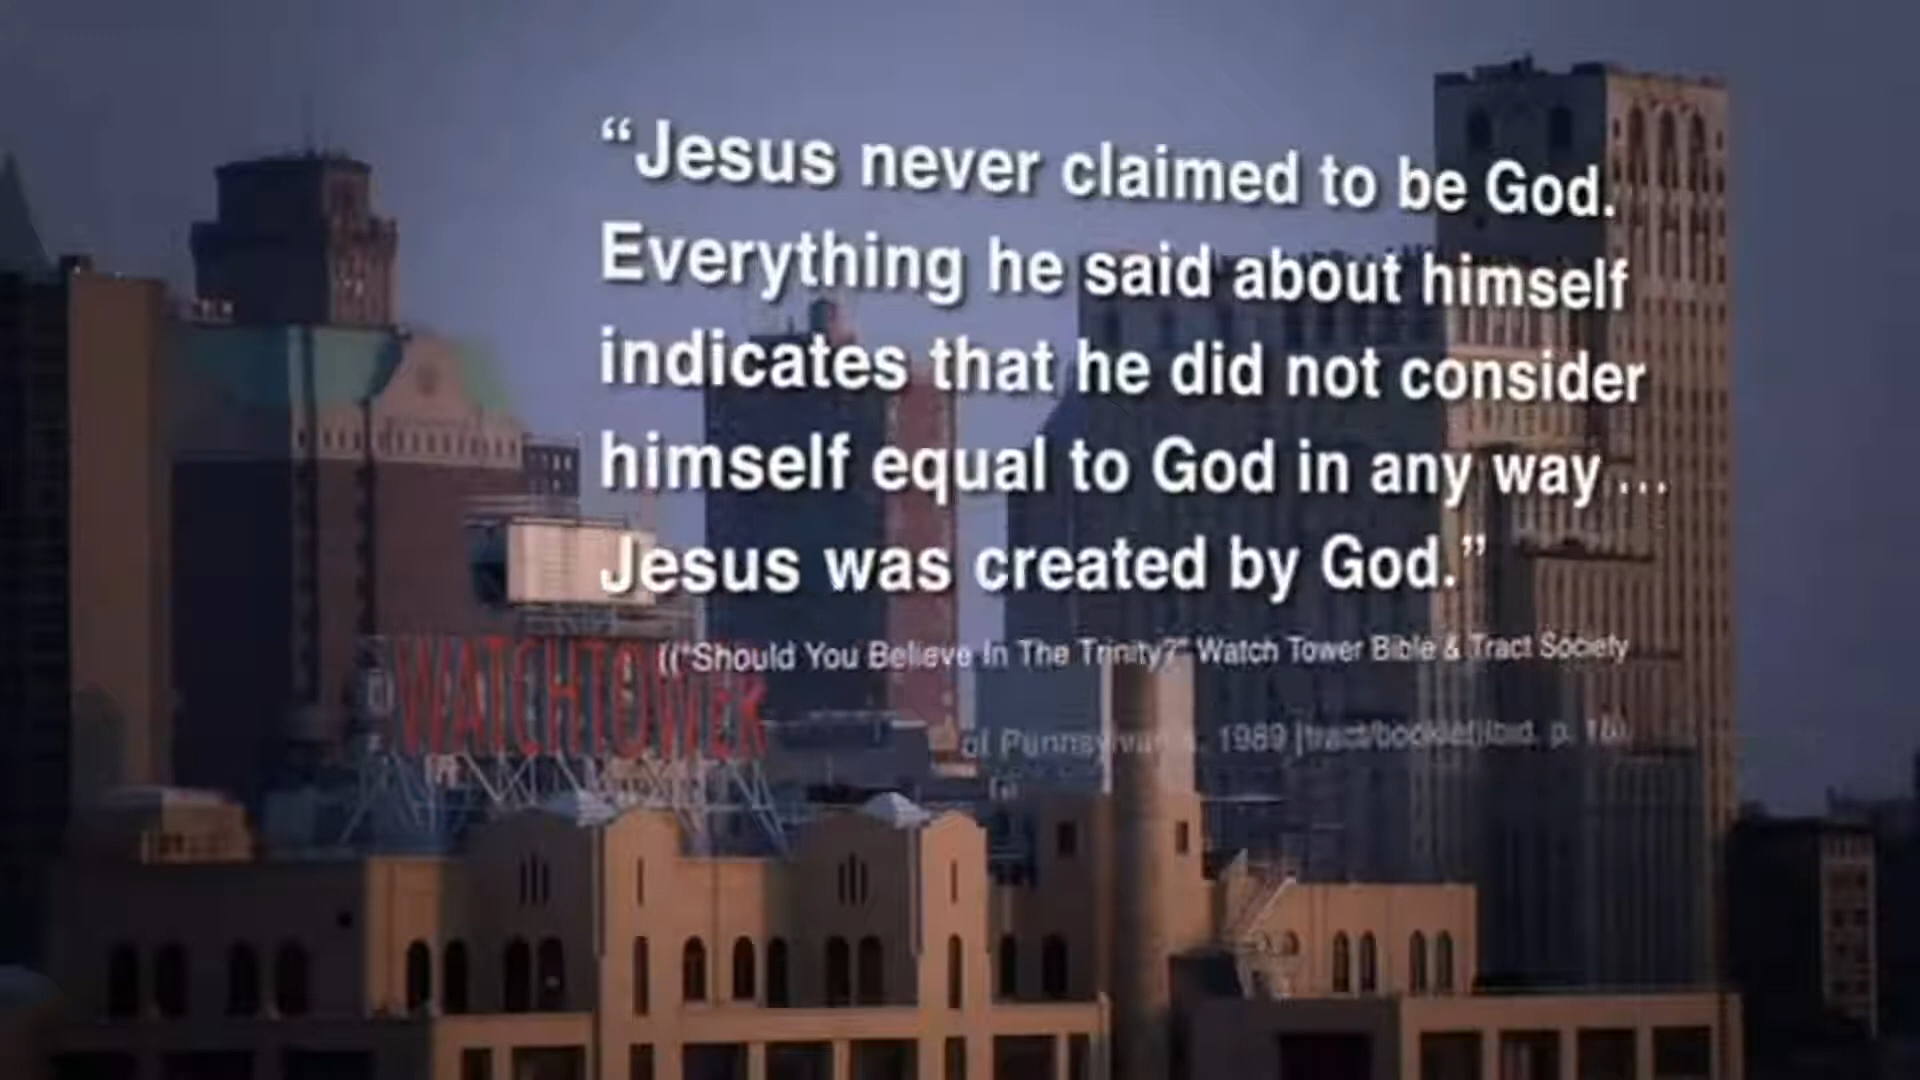 “Jesus never claimed to be God.
Everything he said about himself
indicates that he did not consider
himself equal to God in any way ...
Jesus was created by God.”
(("Should You Believe In The Trinity?" Watch Tower Bible & Tract Society
WATCHTOWER
of 1989 p.